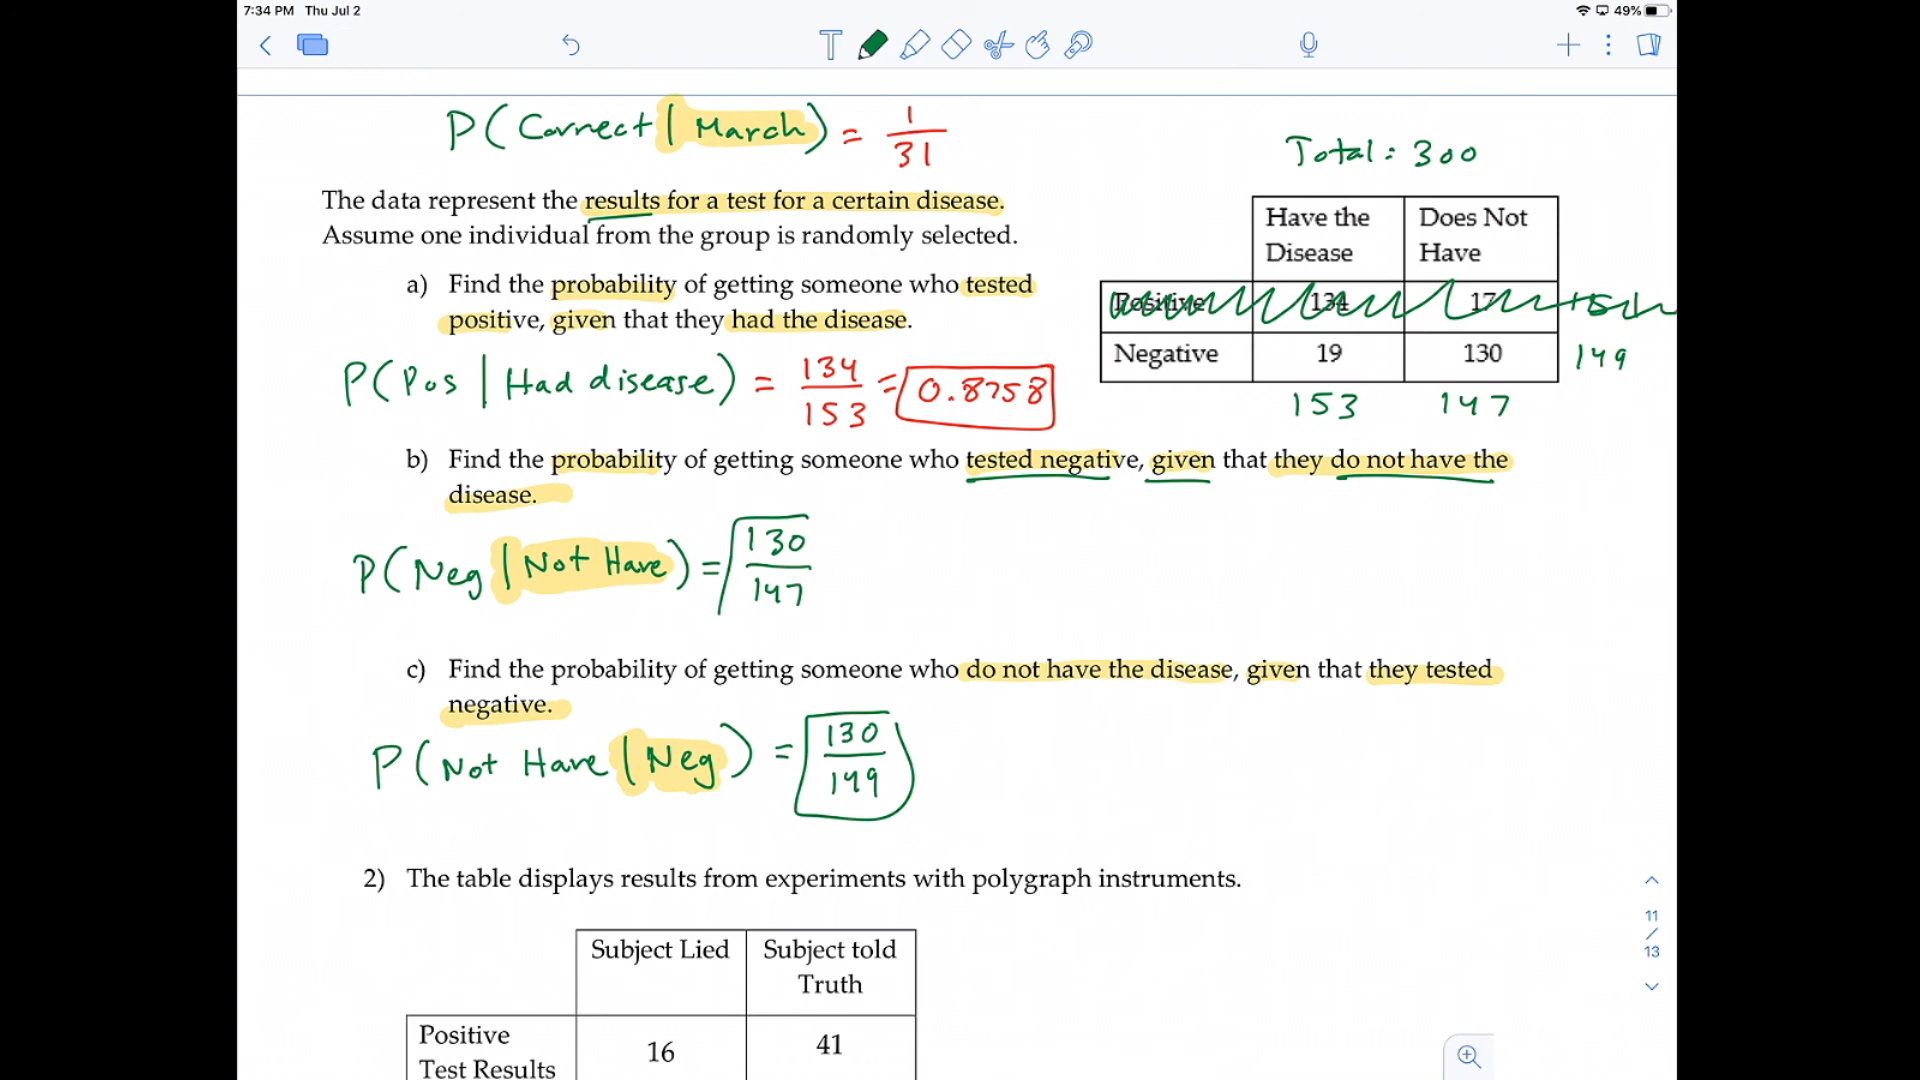 7:34 PM Thu Jul 2
49%
P(Correct | March) = 1/31
Total: 300
The data represent the results for a test for a certain disease.
Assume one individual from the group is randomly selected.
Have the Disease
Does Not Have
Positive 134 17 151
Negative 19 130 149
153 147
a) Find the probability of getting someone who tested
positive, given that they had the disease.
P(Pos | Had disease) = 134/153 = 0.8758
b) Find the probability of getting someone who tested negative, given that they do not have the
disease.
P(Neg | Not Have) = 130/147
c) Find the probability of getting someone who do not have the disease, given that they tested
negative.
P(Not Have | Neg) = 130/149
2) The table displays results from experiments with polygraph instruments.
Subject Lied
Subject told Truth
Positive Test Results 16 41
11
/
13